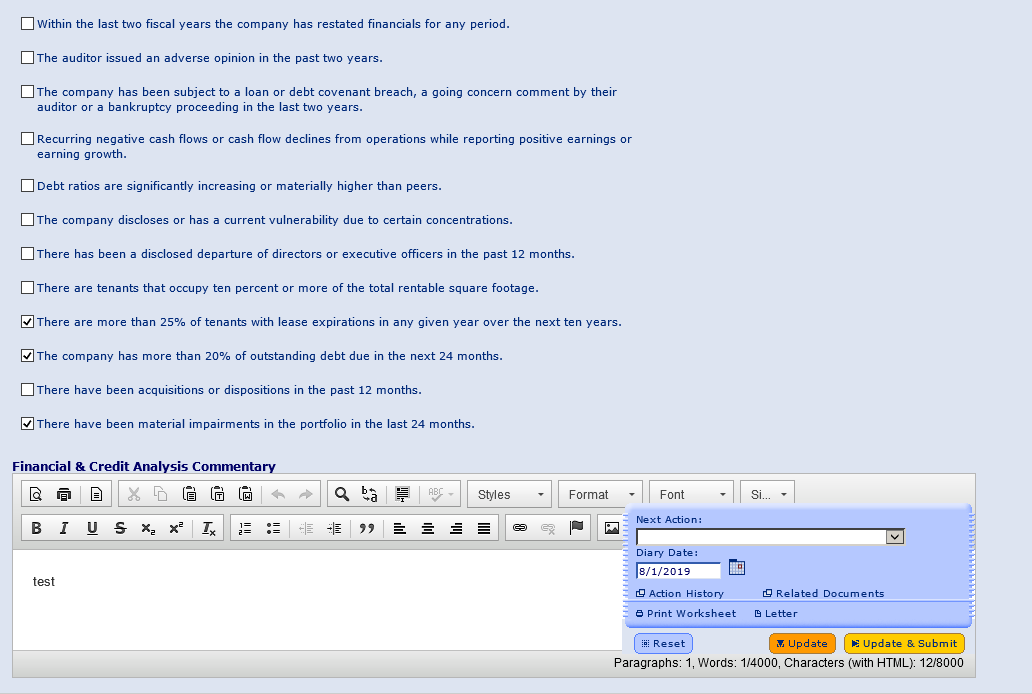 Within the last two fiscal years the company has restated financials for any period.
The auditor issued an adverse opinion in the past two years.
The company has been subject to a loan or debt covenant breach, a going concern comment by their
auditor or a bankruptcy proceeding in the last two years.
Recurring negative cash flows or cash flow declines from operations while reporting positive earnings or
earning growth.
Debt ratios are significantly increasing or materially higher than peers.
The company discloses or has a current vulnerability due to certain concentrations.
There has been a disclosed departure of directors or executive officers in the past 12 months.
There are tenants that occupy ten percent or more of the total rentable square footage.
There are more than 25% of tenants with lease expirations in any given year over the next ten years.
The company has more than 20% of outstanding debt due in the next 24 months.
There have been acquisitions or dispositions in the past 12 months.
There have been material impairments in the portfolio in the last 24 months.
Financial & Credit Analysis Commentary
Styles Format Font Si...
B I U S x₂ x² Tx
Next Action:
Diary Date:
8/1/2019
test
Action History Related Documents
Print Worksheet Letter
Reset Update Update & Submit
Paragraphs: 1, Words: 1/4000, Characters (with HTML): 12/8000